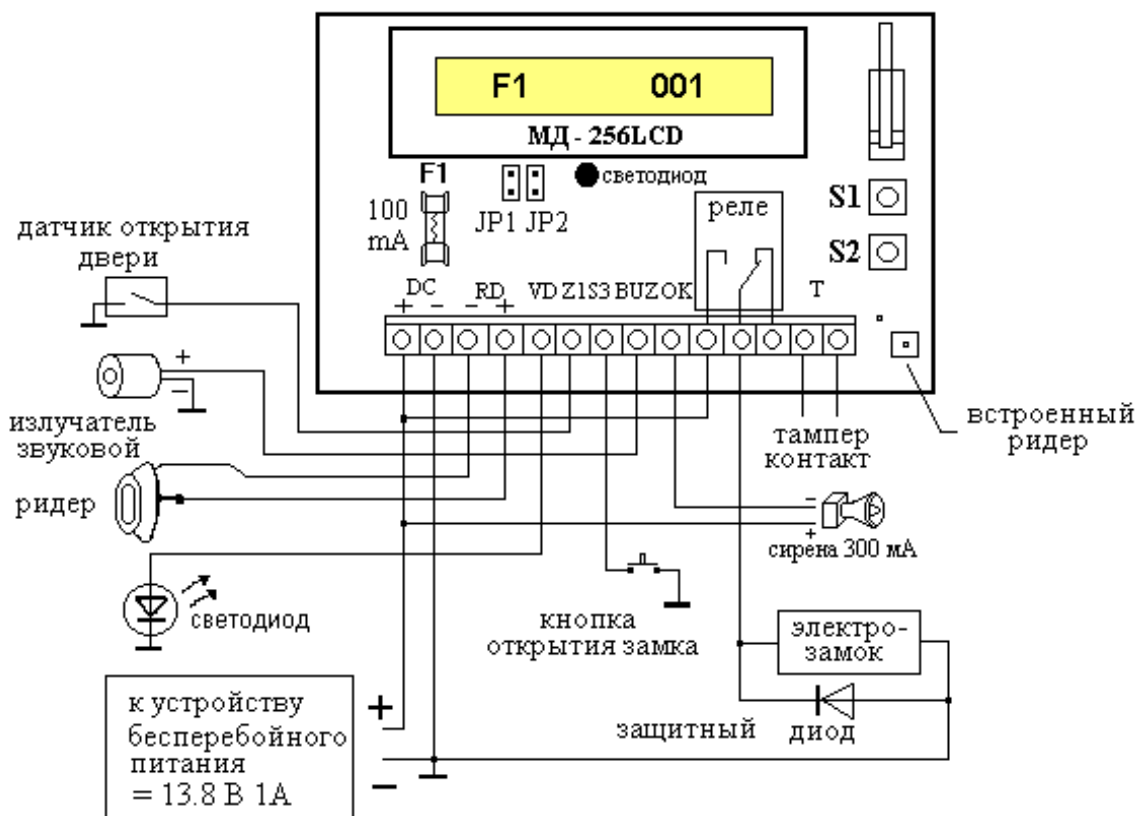 F1 001
МД - 256LCD
F1
100
mA
JP1 JP2
светодиод
реле
S1
S2
датчик открытия
двери
DC RD VD Z1 S3 BUZ OK T
+ - - +
+
-
излучатель
звуковой
ридер
светодиод
тампер
контакт
встроенный
ридер
-
+
сирена 300 мА
кнопка
открытия замка
электро-
замок
защитный диод
к устройству
бесперебойного
питания
= 13.8 В 1А
+
-